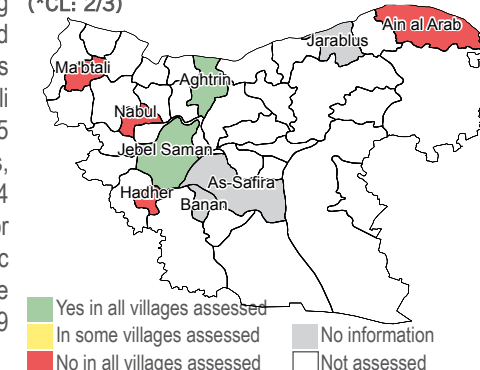 (*CL: 2/3)
Ain al Arab
Jarablus
Ma'btali
Aghtrin
Nabul
Jebel Saman
As-Safira
Hadher
Banan
Yes in all villages assessed
In some villages assessed
No information
No in all villages assessed
Not assessed